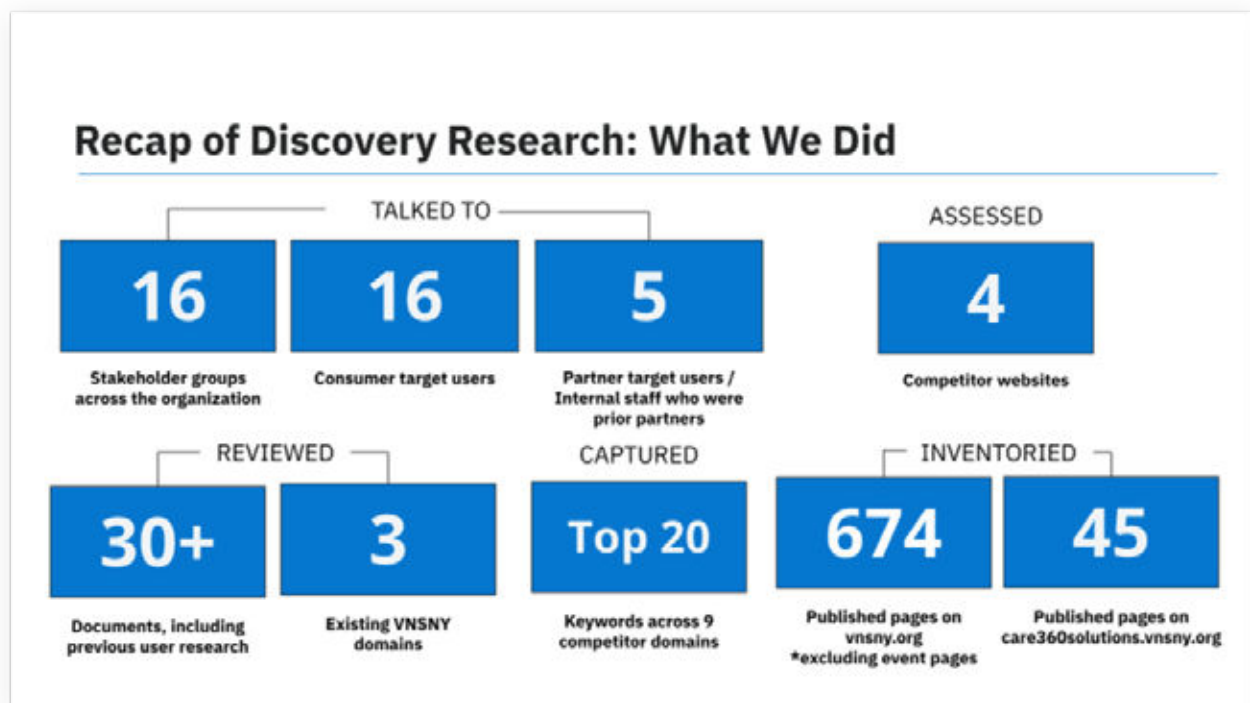 Recap of Discovery Research: What We Did
TALKED TO
16
Stakeholder groups
across the organization
16
Consumer target users
5
Partner target users /
Internal staff who were
prior partners
ASSESSED
4
Competitor websites
REVIEWED
30+
Documents, including
previous user research
3
Existing VNSNY
domains
CAPTURED
Top 20
Keywords across 9
competitor domains
INVENTORIED
674
Published pages on
vnsny.org
*excluding event pages
45
Published pages on
care360solutions.vnsny.org